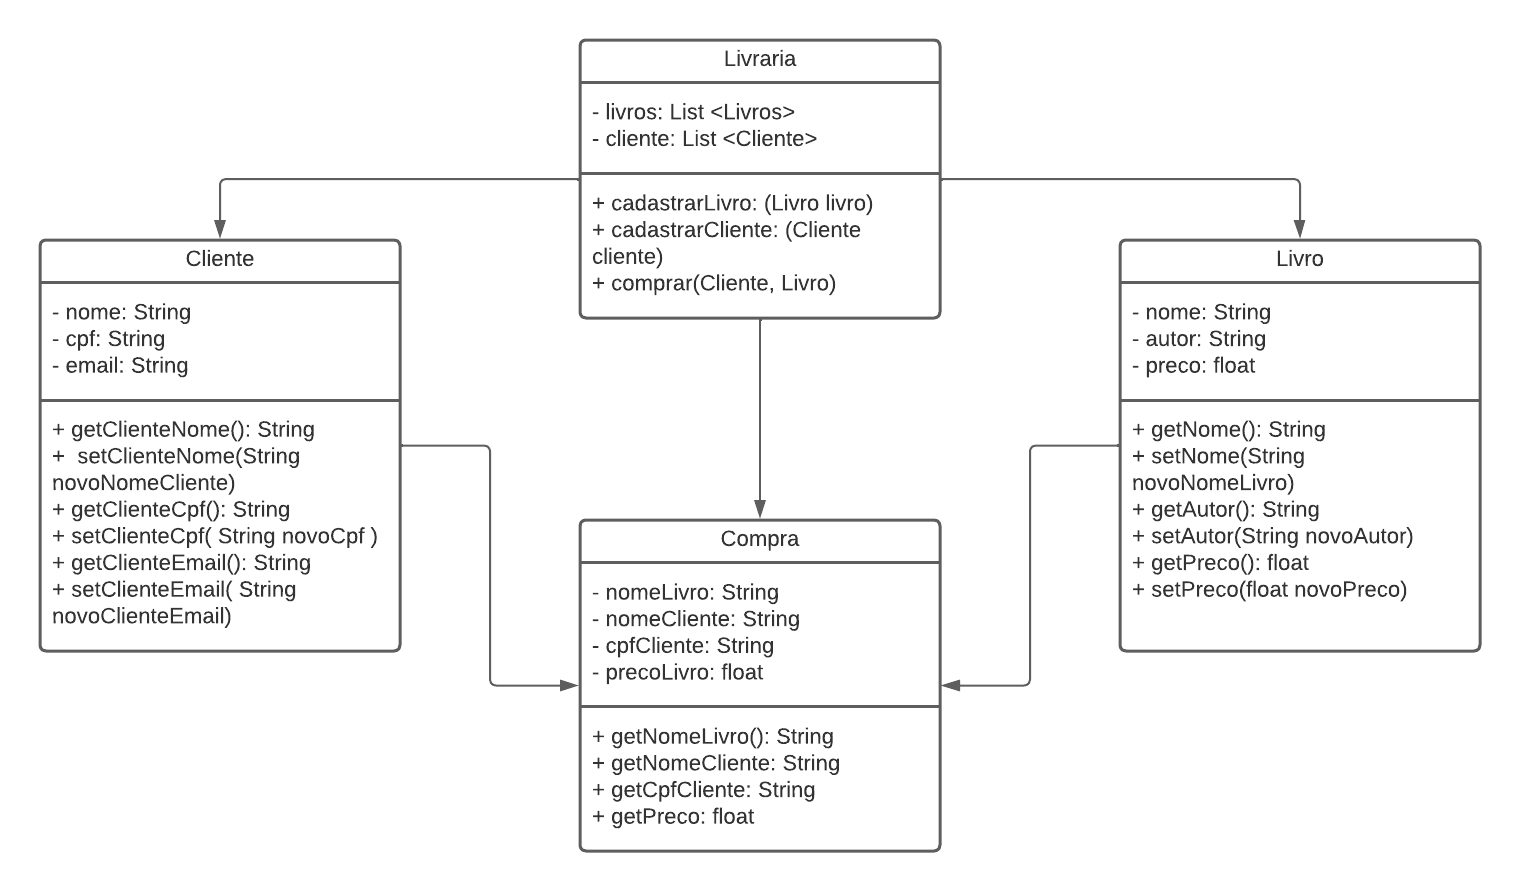 Livraria
- livros: List <Livros>
- cliente: List <Cliente>
+ cadastrarLivro: (Livro livro)
+ cadastrarCliente: (Cliente
cliente)
+ comprar(Cliente, Livro)
Cliente
- nome: String
- cpf: String
- email: String
+ getClienteNome(): String
+  setClienteNome(String
novoNomeCliente)
+ getClienteCpf(): String
+ setClienteCpf( String novoCpf )
+ getClienteEmail(): String
+ setClienteEmail( String
novoClienteEmail)
Livro
- nome: String
- autor: String
- preco: float
+ getNome(): String
+ setNome(String
novoNomeLivro)
+ getAutor(): String
+ setAutor(String novoAutor)
+ getPreco(): float
+ setPreco(float novoPreco)
Compra
- nomeLivro: String
- nomeCliente: String
- cpfCliente: String
- precoLivro: float
+ getNomeLivro(): String
+ getNomeCliente: String
+ getCpfCliente: String
+ getPreco: float